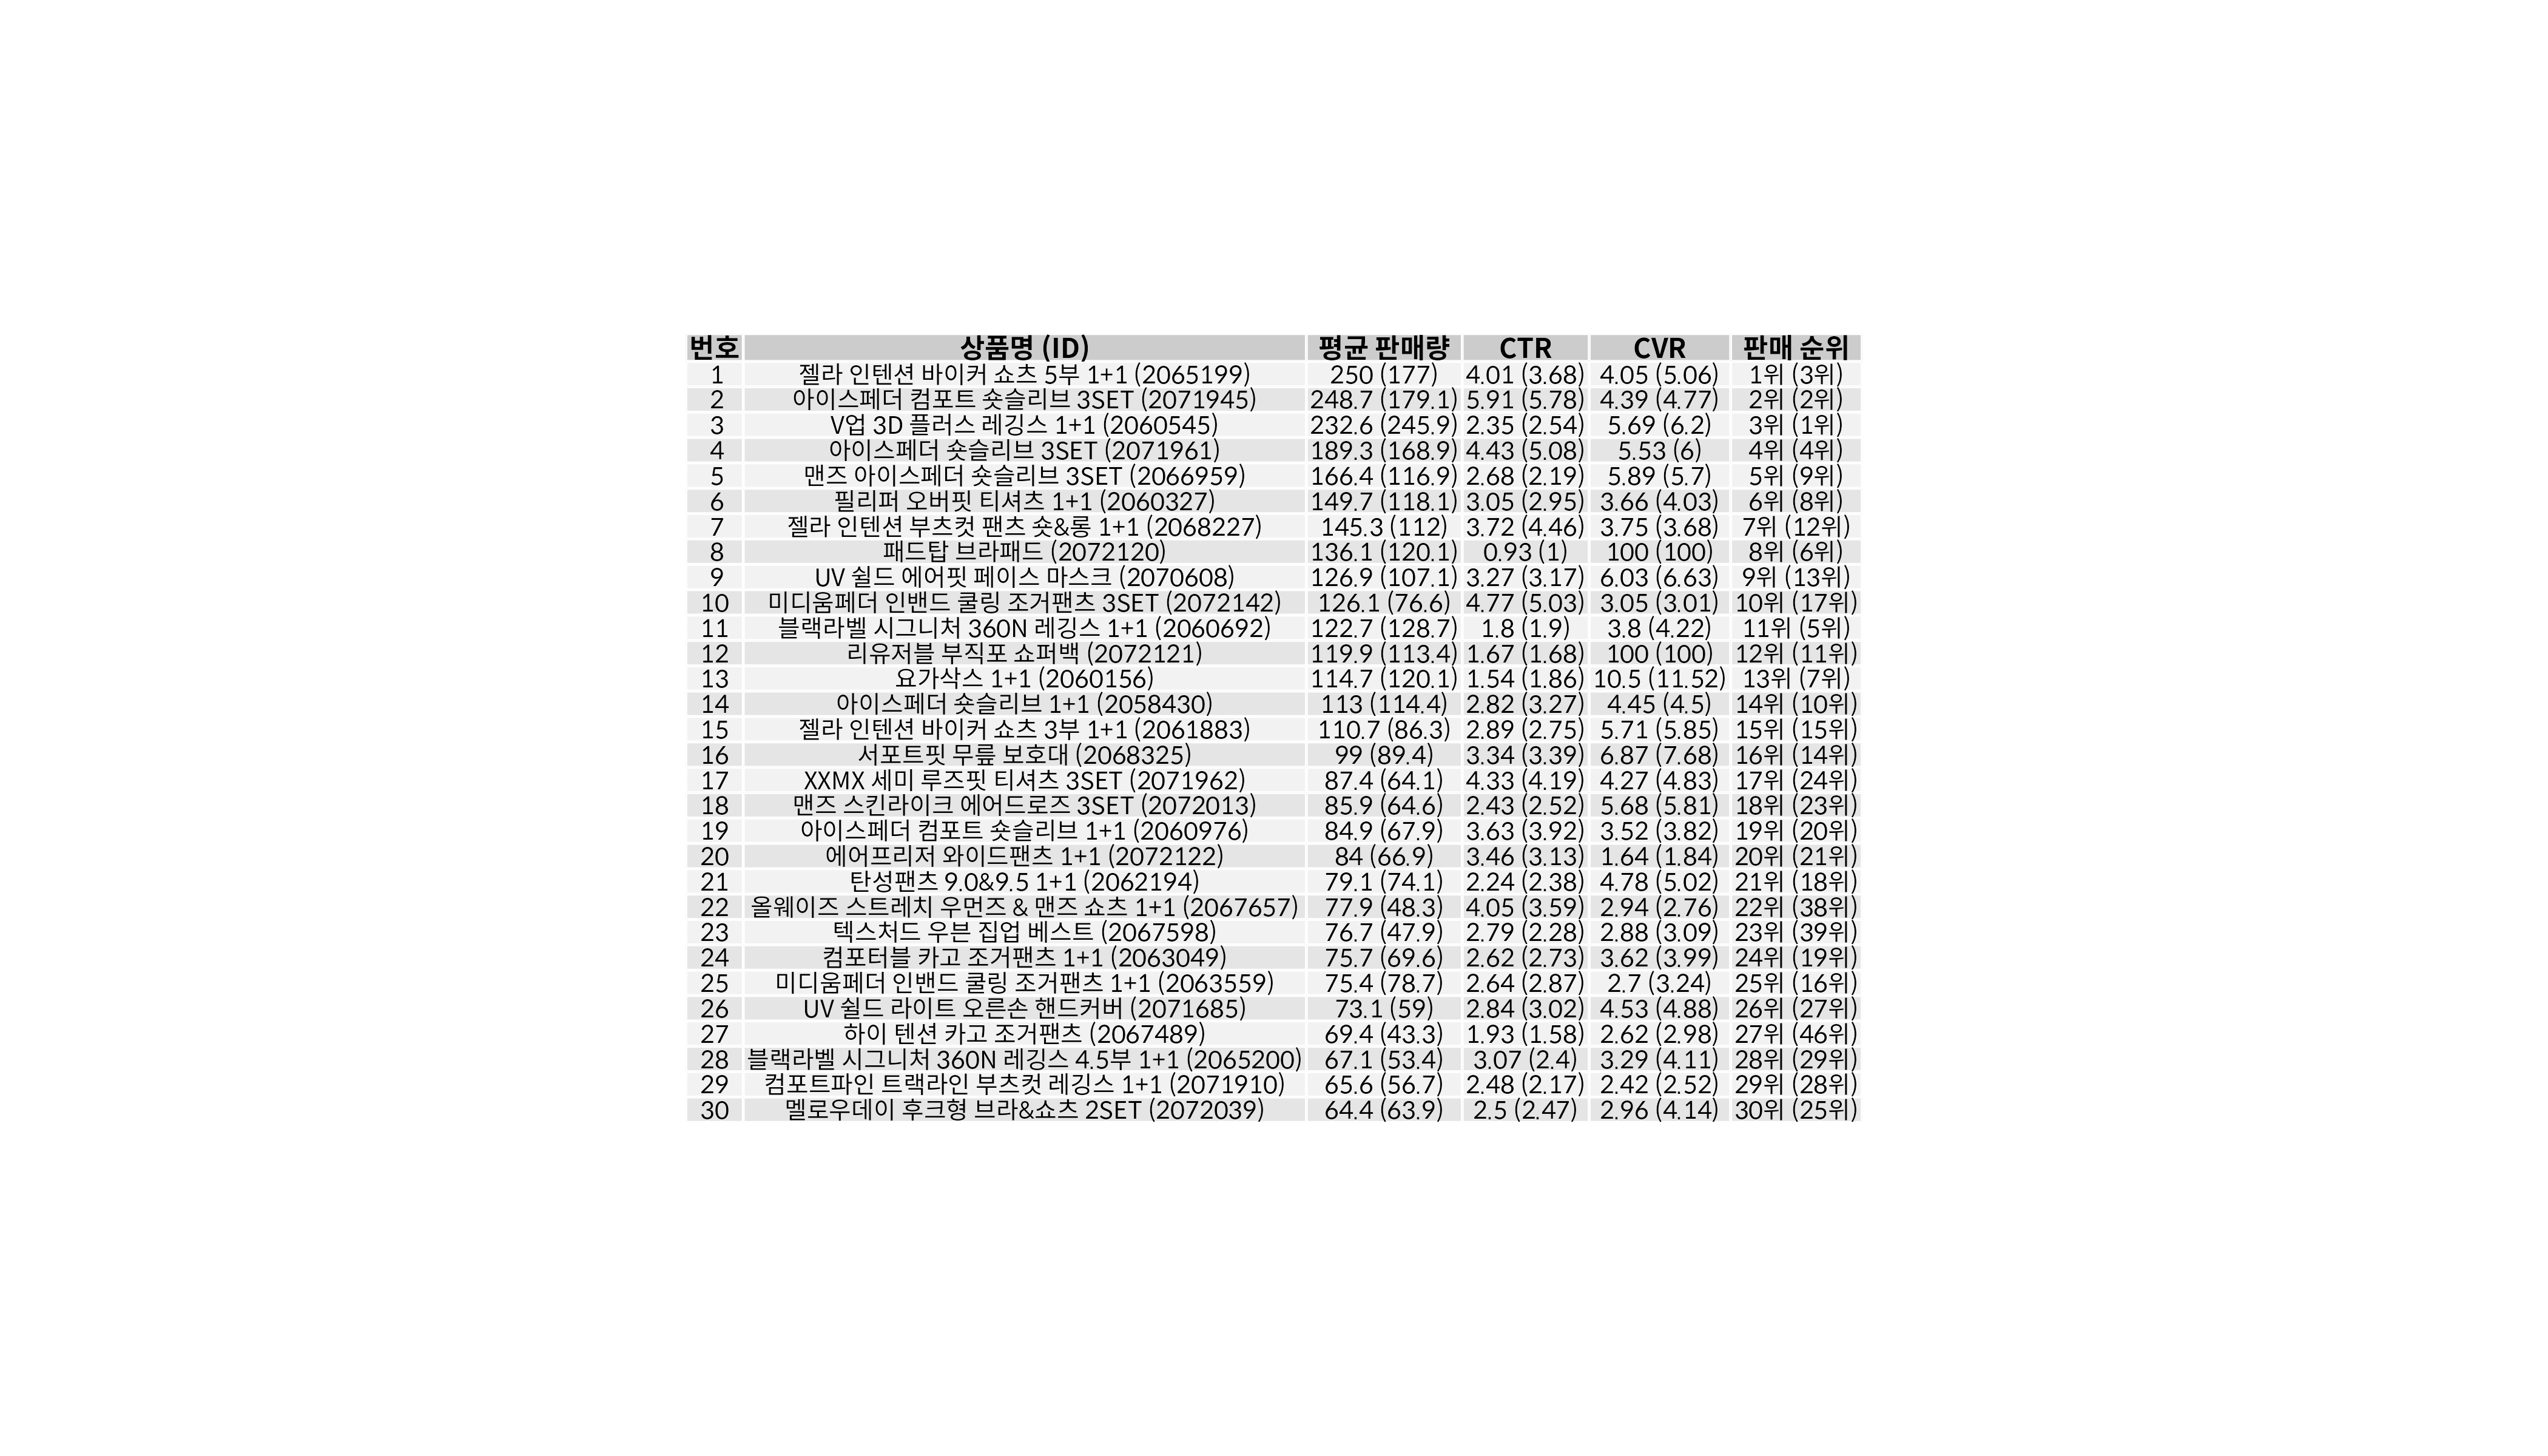 번호 상품명 (ID) 평균 판매량 CTR CVR 판매 순위
1 젤라 인텐션 바이커 쇼츠 5부 1+1 (2065199) 250 (177) 4.01 (3.68) 4.05 (5.06) 1위 (3위)
2 아이스페더 컴포트 숏슬리브 3SET (2071945) 248.7 (179.1) 5.91 (5.78) 4.39 (4.77) 2위 (2위)
3 V업 3D 플러스 레깅스 1+1 (2060545) 232.6 (245.9) 2.35 (2.54) 5.69 (6.2) 3위 (1위)
4 아이스페더 숏슬리브 3SET (2071961) 189.3 (168.9) 4.43 (5.08) 5.53 (6) 4위 (4위)
5 맨즈 아이스페더 숏슬리브 3SET (2066959) 166.4 (116.9) 2.68 (2.19) 5.89 (5.7) 5위 (9위)
6 필리퍼 오버핏 티셔츠 1+1 (2060327) 149.7 (118.1) 3.05 (2.95) 3.66 (4.03) 6위 (8위)
7 젤라 인텐션 부츠컷 팬츠 숏&롱 1+1 (2068227) 145.3 (112) 3.72 (4.46) 3.75 (3.68) 7위 (12위)
8 패드탑 브라패드 (2072120) 136.1 (120.1) 0.93 (1) 100 (100) 8위 (6위)
9 UV 쉴드 에어핏 페이스 마스크 (2070608) 126.9 (107.1) 3.27 (3.17) 6.03 (6.63) 9위 (13위)
10 미디움페더 인밴드 쿨링 조거팬츠 3SET (2072142) 126.1 (76.6) 4.77 (5.03) 3.05 (3.01) 10위 (17위)
11 블랙라벨 시그니처 360N 레깅스 1+1 (2060692) 122.7 (128.7) 1.8 (1.9) 3.8 (4.22) 11위 (5위)
12 리유저블 부직포 쇼퍼백 (2072121) 119.9 (113.4) 1.67 (1.68) 100 (100) 12위 (11위)
13 요가삭스 1+1 (2060156) 114.7 (120.1) 1.54 (1.86) 10.5 (11.52) 13위 (7위)
14 아이스페더 숏슬리브 1+1 (2058430) 113 (114.4) 2.82 (3.27) 4.45 (4.5) 14위 (10위)
15 젤라 인텐션 바이커 쇼츠 3부 1+1 (2061883) 110.7 (86.3) 2.89 (2.75) 5.71 (5.85) 15위 (15위)
16 서포트핏 무릎 보호대 (2068325) 99 (89.4) 3.34 (3.39) 6.87 (7.68) 16위 (14위)
17 XXMX 세미 루즈핏 티셔츠 3SET (2071962) 87.4 (64.1) 4.33 (4.19) 4.27 (4.83) 17위 (24위)
18 맨즈 스킨라이크 에어드로즈 3SET (2072013) 85.9 (64.6) 2.43 (2.52) 5.68 (5.81) 18위 (23위)
19 아이스페더 컴포트 숏슬리브 1+1 (2060976) 84.9 (67.9) 3.63 (3.92) 3.52 (3.82) 19위 (20위)
20 에어프리저 와이드팬츠 1+1 (2072122) 84 (66.9) 3.46 (3.13) 1.64 (1.84) 20위 (21위)
21 탄성팬츠 9.0&9.5 1+1 (2062194) 79.1 (74.1) 2.24 (2.38) 4.78 (5.02) 21위 (18위)
22 올웨이즈 스트레치 우먼즈 & 맨즈 쇼츠 1+1 (2067657) 77.9 (48.3) 4.05 (3.59) 2.94 (2.76) 22위 (38위)
23 텍스처드 우븐 집업 베스트 (2067598) 76.7 (47.9) 2.79 (2.28) 2.88 (3.09) 23위 (39위)
24 컴포터블 카고 조거팬츠 1+1 (2063049) 75.7 (69.6) 2.62 (2.73) 3.62 (3.99) 24위 (19위)
25 미디움페더 인밴드 쿨링 조거팬츠 1+1 (2063559) 75.4 (78.7) 2.64 (2.87) 2.7 (3.24) 25위 (16위)
26 UV 쉴드 라이트 오른손 핸드커버 (2071685) 73.1 (59) 2.84 (3.02) 4.53 (4.88) 26위 (27위)
27 하이 텐션 카고 조거팬츠 (2067489) 69.4 (43.3) 1.93 (1.58) 2.62 (2.98) 27위 (46위)
28 블랙라벨 시그니처 360N 레깅스 4.5부 1+1 (2065200) 67.1 (53.4) 3.07 (2.4) 3.29 (4.11) 28위 (29위)
29 컴포트파인 트랙라인 부츠컷 레깅스 1+1 (2071910) 65.6 (56.7) 2.48 (2.17) 2.42 (2.52) 29위 (28위)
30 멜로우데이 후크형 브라&쇼츠 2SET (2072039) 64.4 (63.9) 2.5 (2.47) 2.96 (4.14) 30위 (25위)